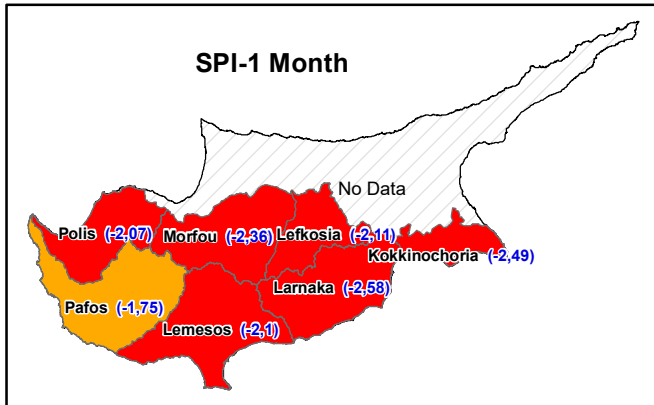 SPI-1 Month
No Data
Polis (-2,07)
Morfou (-2,36)
Lefkosia (-2,11)
Kokkinochoria (-2,49)
Pafos (-1,75)
Larnaka (-2,58)
Lemesos (-2,1)